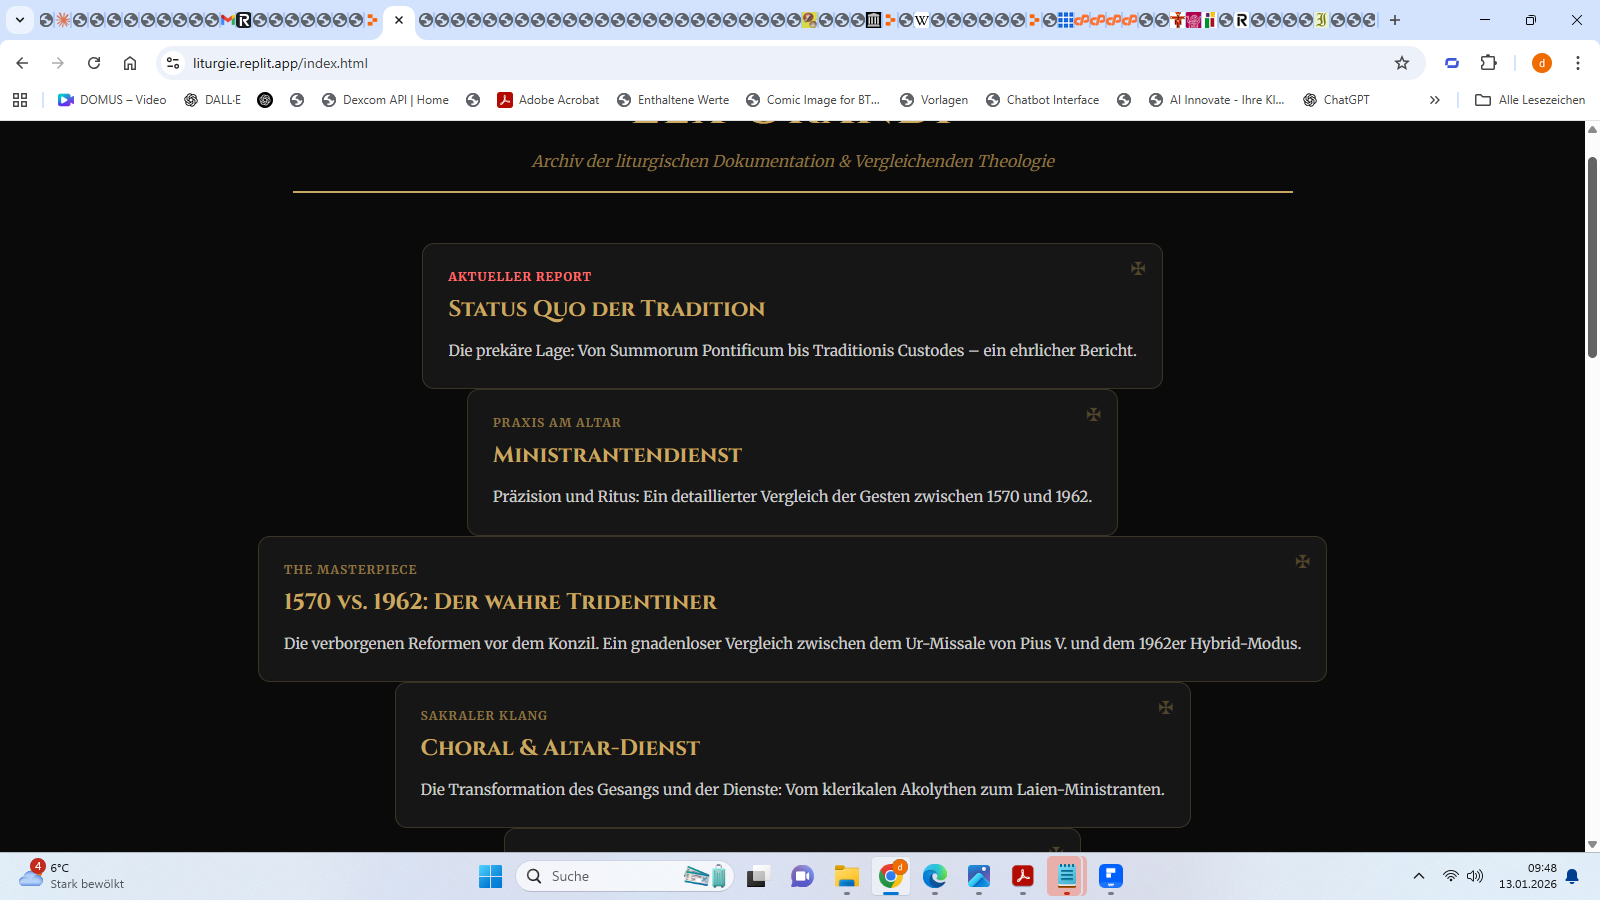 liturgie.replit.app/index.html
d
DOMUS – Video
DALL·E
Dexcom API | Home
Adobe Acrobat
Enthaltene Werte
Comic Image for BT...
Vorlagen
Chatbot Interface
AI Innovate - Ihre KI...
ChatGPT
Alle Lesezeichen
Archiv der liturgischen Dokumentation & Vergleichenden Theologie
AKTUELLER REPORT
Status Quo der Tradition
Die prekäre Lage: Von Summorum Pontificum bis Traditionis Custodes – ein ehrlicher Bericht.
PRAXIS AM ALTAR
Ministrantendienst
Präzision und Ritus: Ein detaillierter Vergleich der Gesten zwischen 1570 und 1962.
THE MASTERPIECE
1570 vs. 1962: Der wahre Tridentiner
Die verborgenen Reformen vor dem Konzil. Ein gnadenloser Vergleich zwischen dem Ur-Missale von Pius V. und dem 1962er Hybrid-Modus.
SAKRALER KLANG
Choral & Altar-Dienst
Die Transformation des Gesangs und der Dienste: Vom klerikalen Akolythen zum Laien-Ministranten.
4
6°C
Stark bewölkt
Suche
09:48
13.01.2026